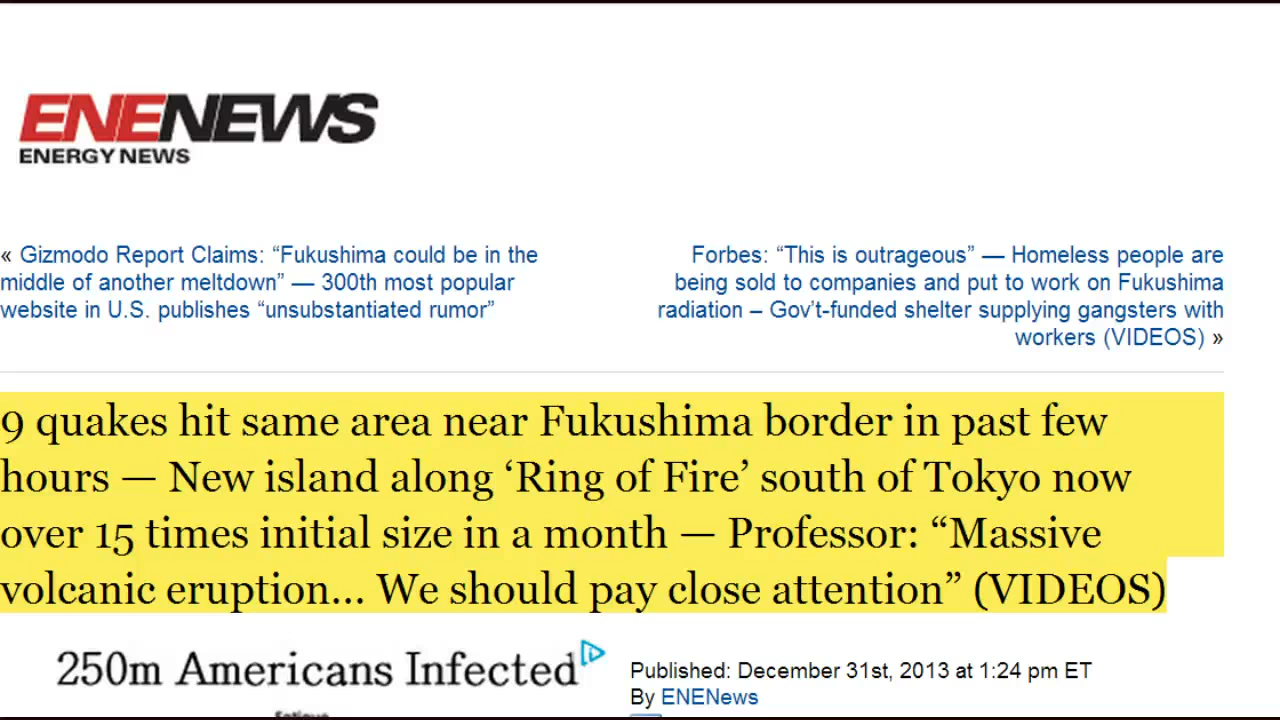 ENENEWS
ENERGY NEWS
« Gizmodo Report Claims: “Fukushima could be in the
middle of another meltdown” — 300th most popular
website in U.S. publishes “unsubstantiated rumor”
Forbes: “This is outrageous” — Homeless people are
being sold to companies and put to work on Fukushima
radiation – Gov’t-funded shelter supplying gangsters with
workers (VIDEOS) »
9 quakes hit same area near Fukushima border in past few
hours — New island along ‘Ring of Fire’ south of Tokyo now
over 15 times initial size in a month — Professor: “Massive
volcanic eruption... We should pay close attention” (VIDEOS)
250m Americans Infected
Published: December 31st, 2013 at 1:24 pm ET
By ENENews